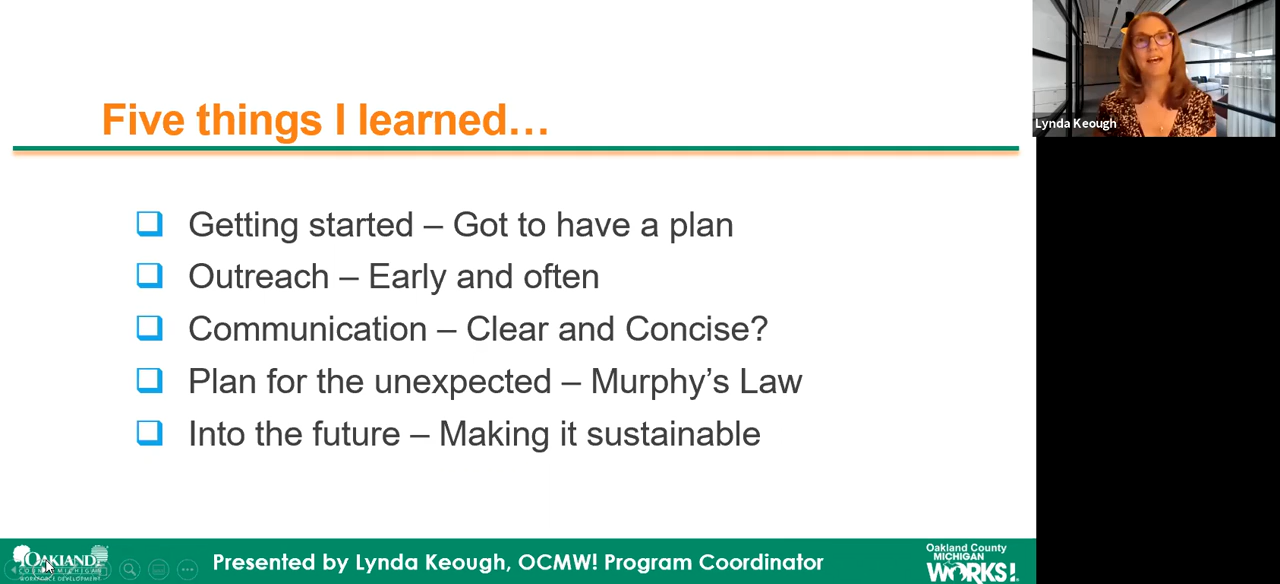 Five things I learned…
Lynda Keough
❑ Getting started – Got to have a plan
❑ Outreach – Early and often
❑ Communication – Clear and Concise?
❑ Plan for the unexpected – Murphy’s Law
❑ Into the future – Making it sustainable
OAKLAND
WORKFORCE DEVELOPMENT
Presented by Lynda Keough, OCMW! Program Coordinator
Oakland County
MICHIGAN
WORKS!